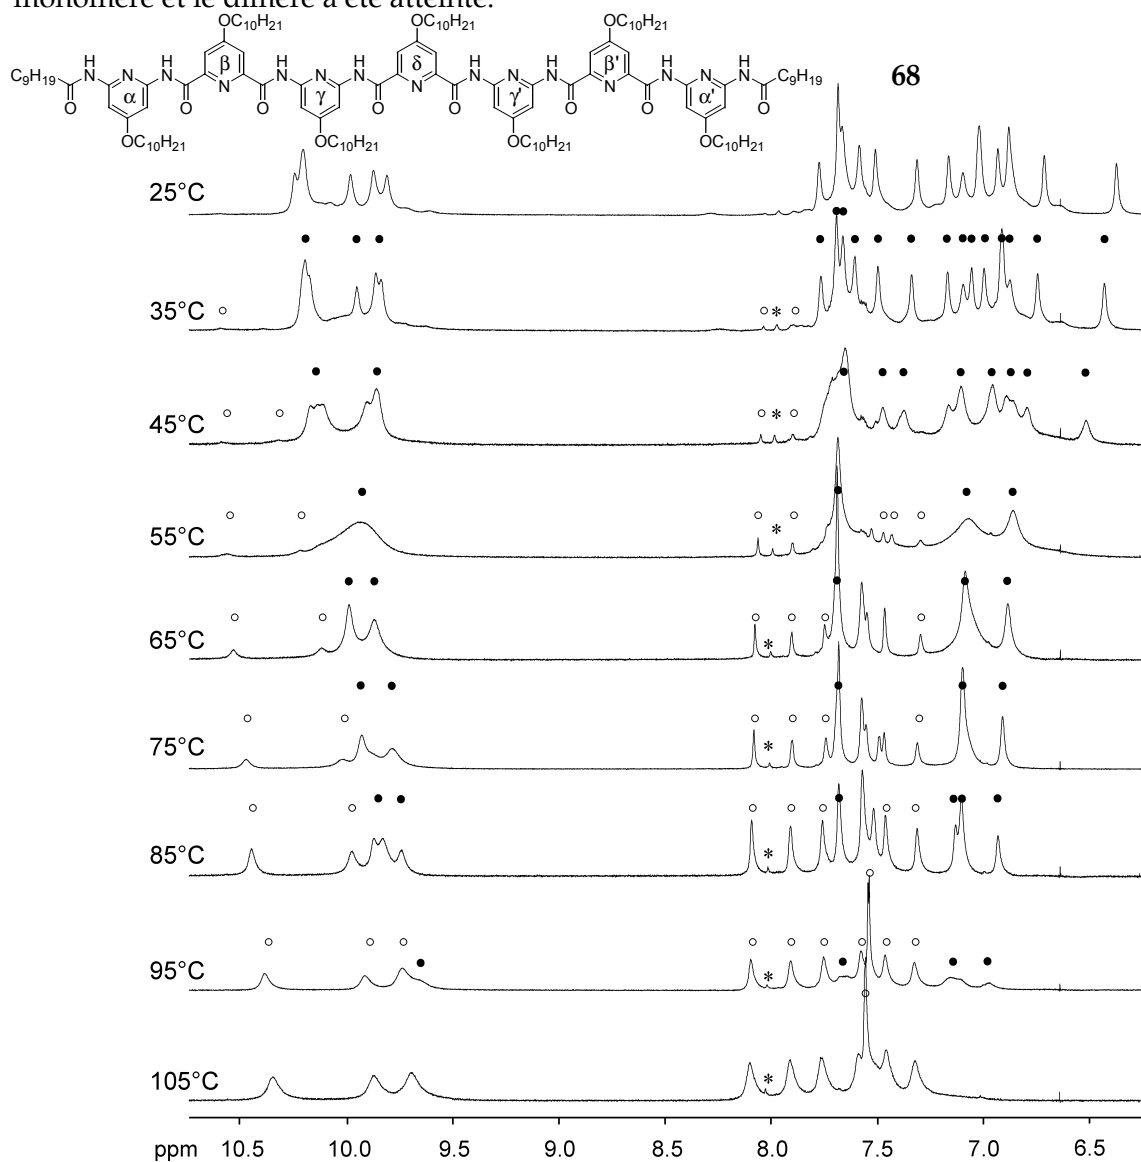 monomère et le dimère a été atteinte.
OC10H21 OC10H21 OC10H21
C9H19 H N N H N β H N N H N δ H N N H N β' H N N H N C9H19 68
O α O N O γ O N O γ' O N O α' O
OC10H21 OC10H21 OC10H21 OC10H21
25°C
35°C
*
45°C
*
55°C
*
65°C
*
75°C
*
85°C
*
95°C
*
105°C
*
ppm 10.5 10.0 9.5 9.0 8.5 8.0 7.5 7.0 6.5